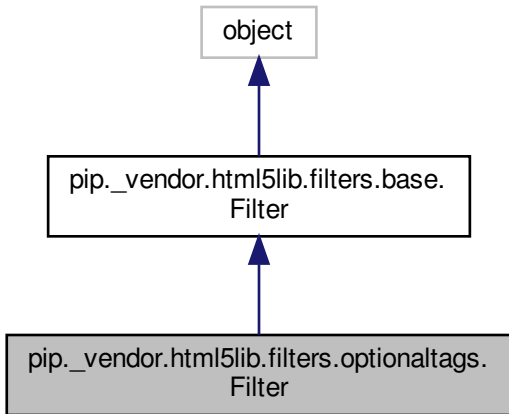 object
pip._vendor.html5lib.filters.base.
Filter
pip._vendor.html5lib.filters.optionaltags.
Filter